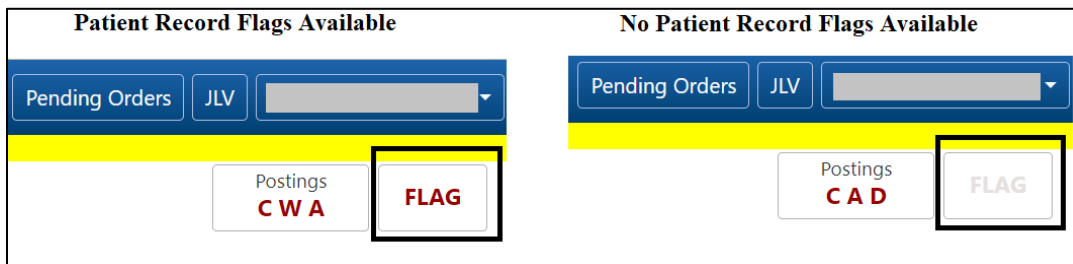 Patient Record Flags Available
Pending Orders JLV
Postings
C W A
FLAG
No Patient Record Flags Available
Pending Orders JLV
Postings
C A D
FLAG